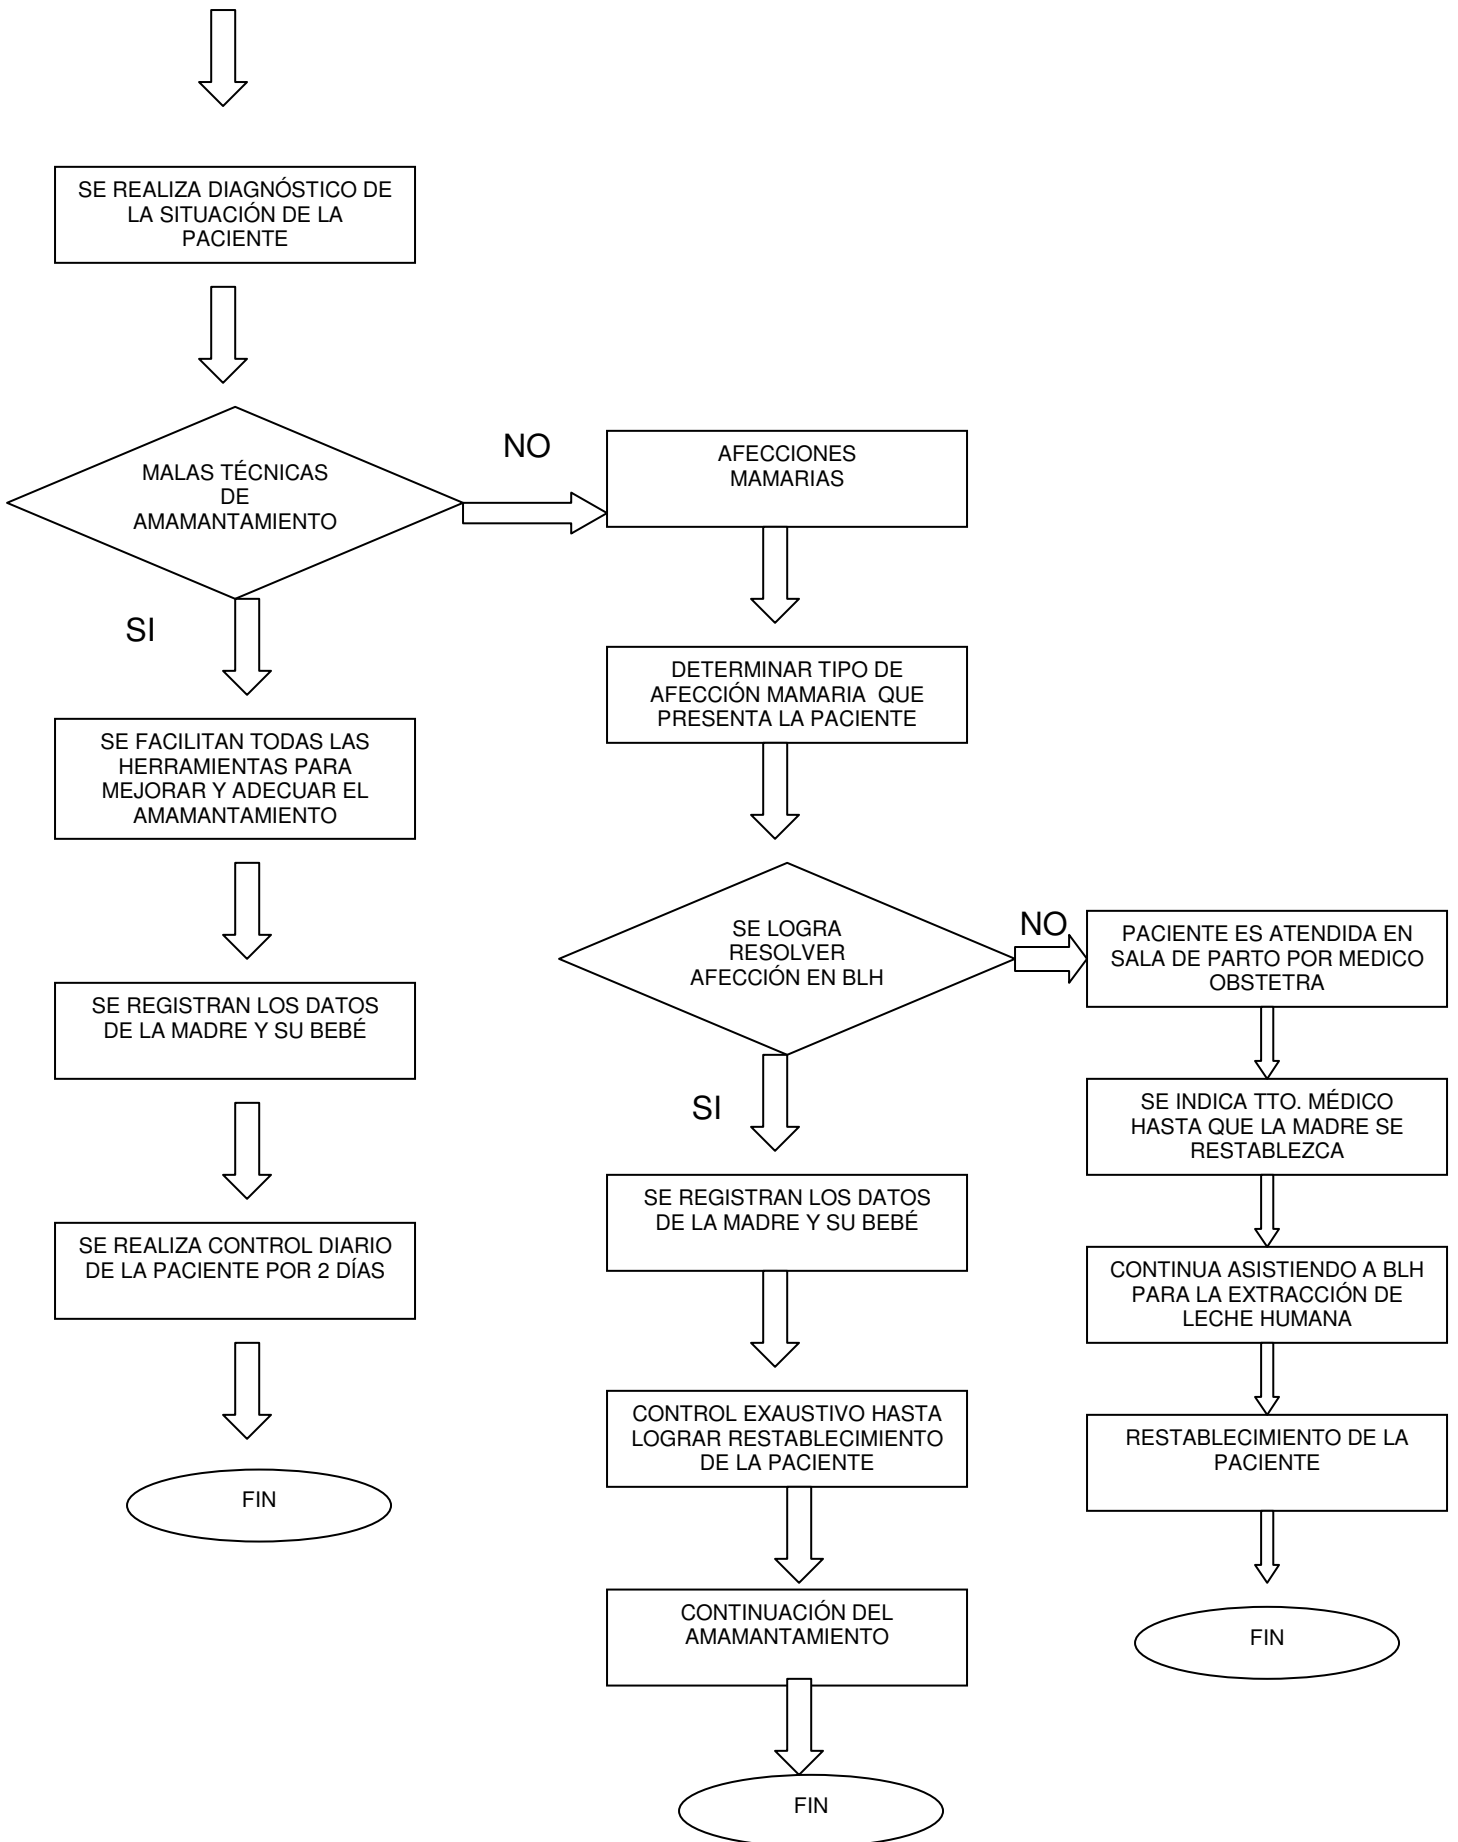 SE REALIZA DIAGNÓSTICO DE
LA SITUACIÓN DE LA
PACIENTE
MALAS TÉCNICAS
DE
AMAMANTAMIENTO
NO
SI
SE FACILITAN TODAS LAS
HERRAMIENTAS PARA
MEJORAR Y ADECUAR EL
AMAMANTAMIENTO
SE REGISTRAN LOS DATOS
DE LA MADRE Y SU BEBÉ
SE REALIZA CONTROL DIARIO
DE LA PACIENTE POR 2 DÍAS
FIN
AFECCIONES
MAMARIAS
DETERMINAR TIPO DE
AFECCIÓN MAMARIA QUE
PRESENTA LA PACIENTE
SE LOGRA
RESOLVER
AFECCIÓN EN BLH
NO
SI
SE REGISTRAN LOS DATOS
DE LA MADRE Y SU BEBÉ
CONTROL EXAUSTIVO HASTA
LOGRAR RESTABLECIMIENTO
DE LA PACIENTE
CONTINUACIÓN DEL
AMAMANTAMIENTO
FIN
PACIENTE ES ATENDIDA EN
SALA DE PARTO POR MEDICO
OBSTETRA
SE INDICA TTO. MÉDICO
HASTA QUE LA MADRE SE
RESTABLEZCA
CONTINUA ASISTIENDO A BLH
PARA LA EXTRACCIÓN DE
LECHE HUMANA
RESTABLECIMIENTO DE LA
PACIENTE
FIN